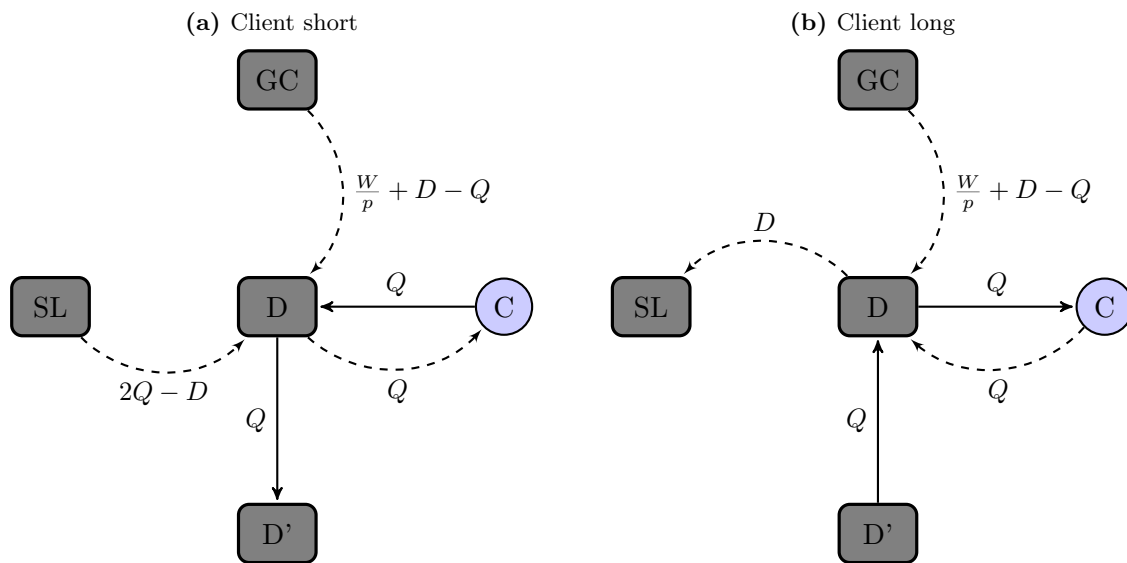 (a) Client short
GC
W/p + D − Q
SL
D
Q
C
2Q − D
Q
Q
D'
(b) Client long
GC
W/p + D − Q
D
SL
D
Q
C
Q
Q
D'